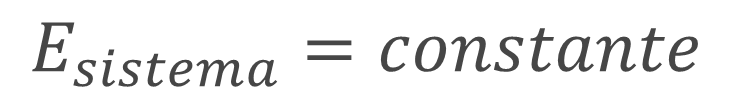 E_sistema = constante